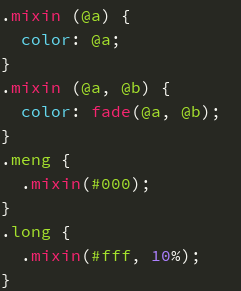 .mixin (@a) {
  color: @a;
}
.mixin (@a, @b) {
  color: fade(@a, @b);
}
.meng {
  .mixin(#000);
}
.long {
  .mixin(#fff, 10%);
}